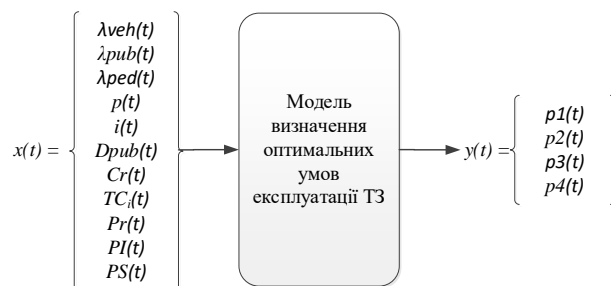 x(t) =
λveh(t)
λpub(t)
λped(t)
p(t)
i(t)
Dpub(t)
Cr(t)
TCi(t)
Pr(t)
PI(t)
PS(t)
Модель
визначення
оптимальних
умов
експлуатації ТЗ
y(t) =
p1(t)
p2(t)
p3(t)
p4(t)